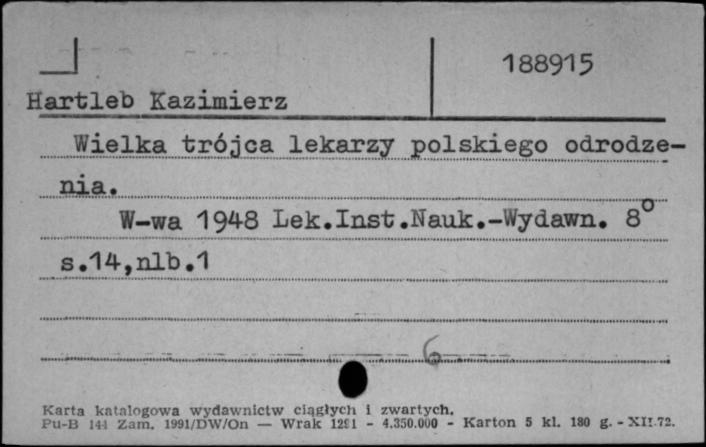 188915
Hartleb Kazimierz
Wielka trójca lekarzy polskiego odrodze-
nia.
W-wa 1948 Lek.Inst.Nauk.-Wydawn. 8°
s.14,nlb.1
6
Karta katalogowa wydawnictw ciągłych i zwartych.
Pu-B 144 Zam. 1991/DW/On — Wrak 1291 - 4.350.000 - Karton 5 kl. 180 g. - XII.72.